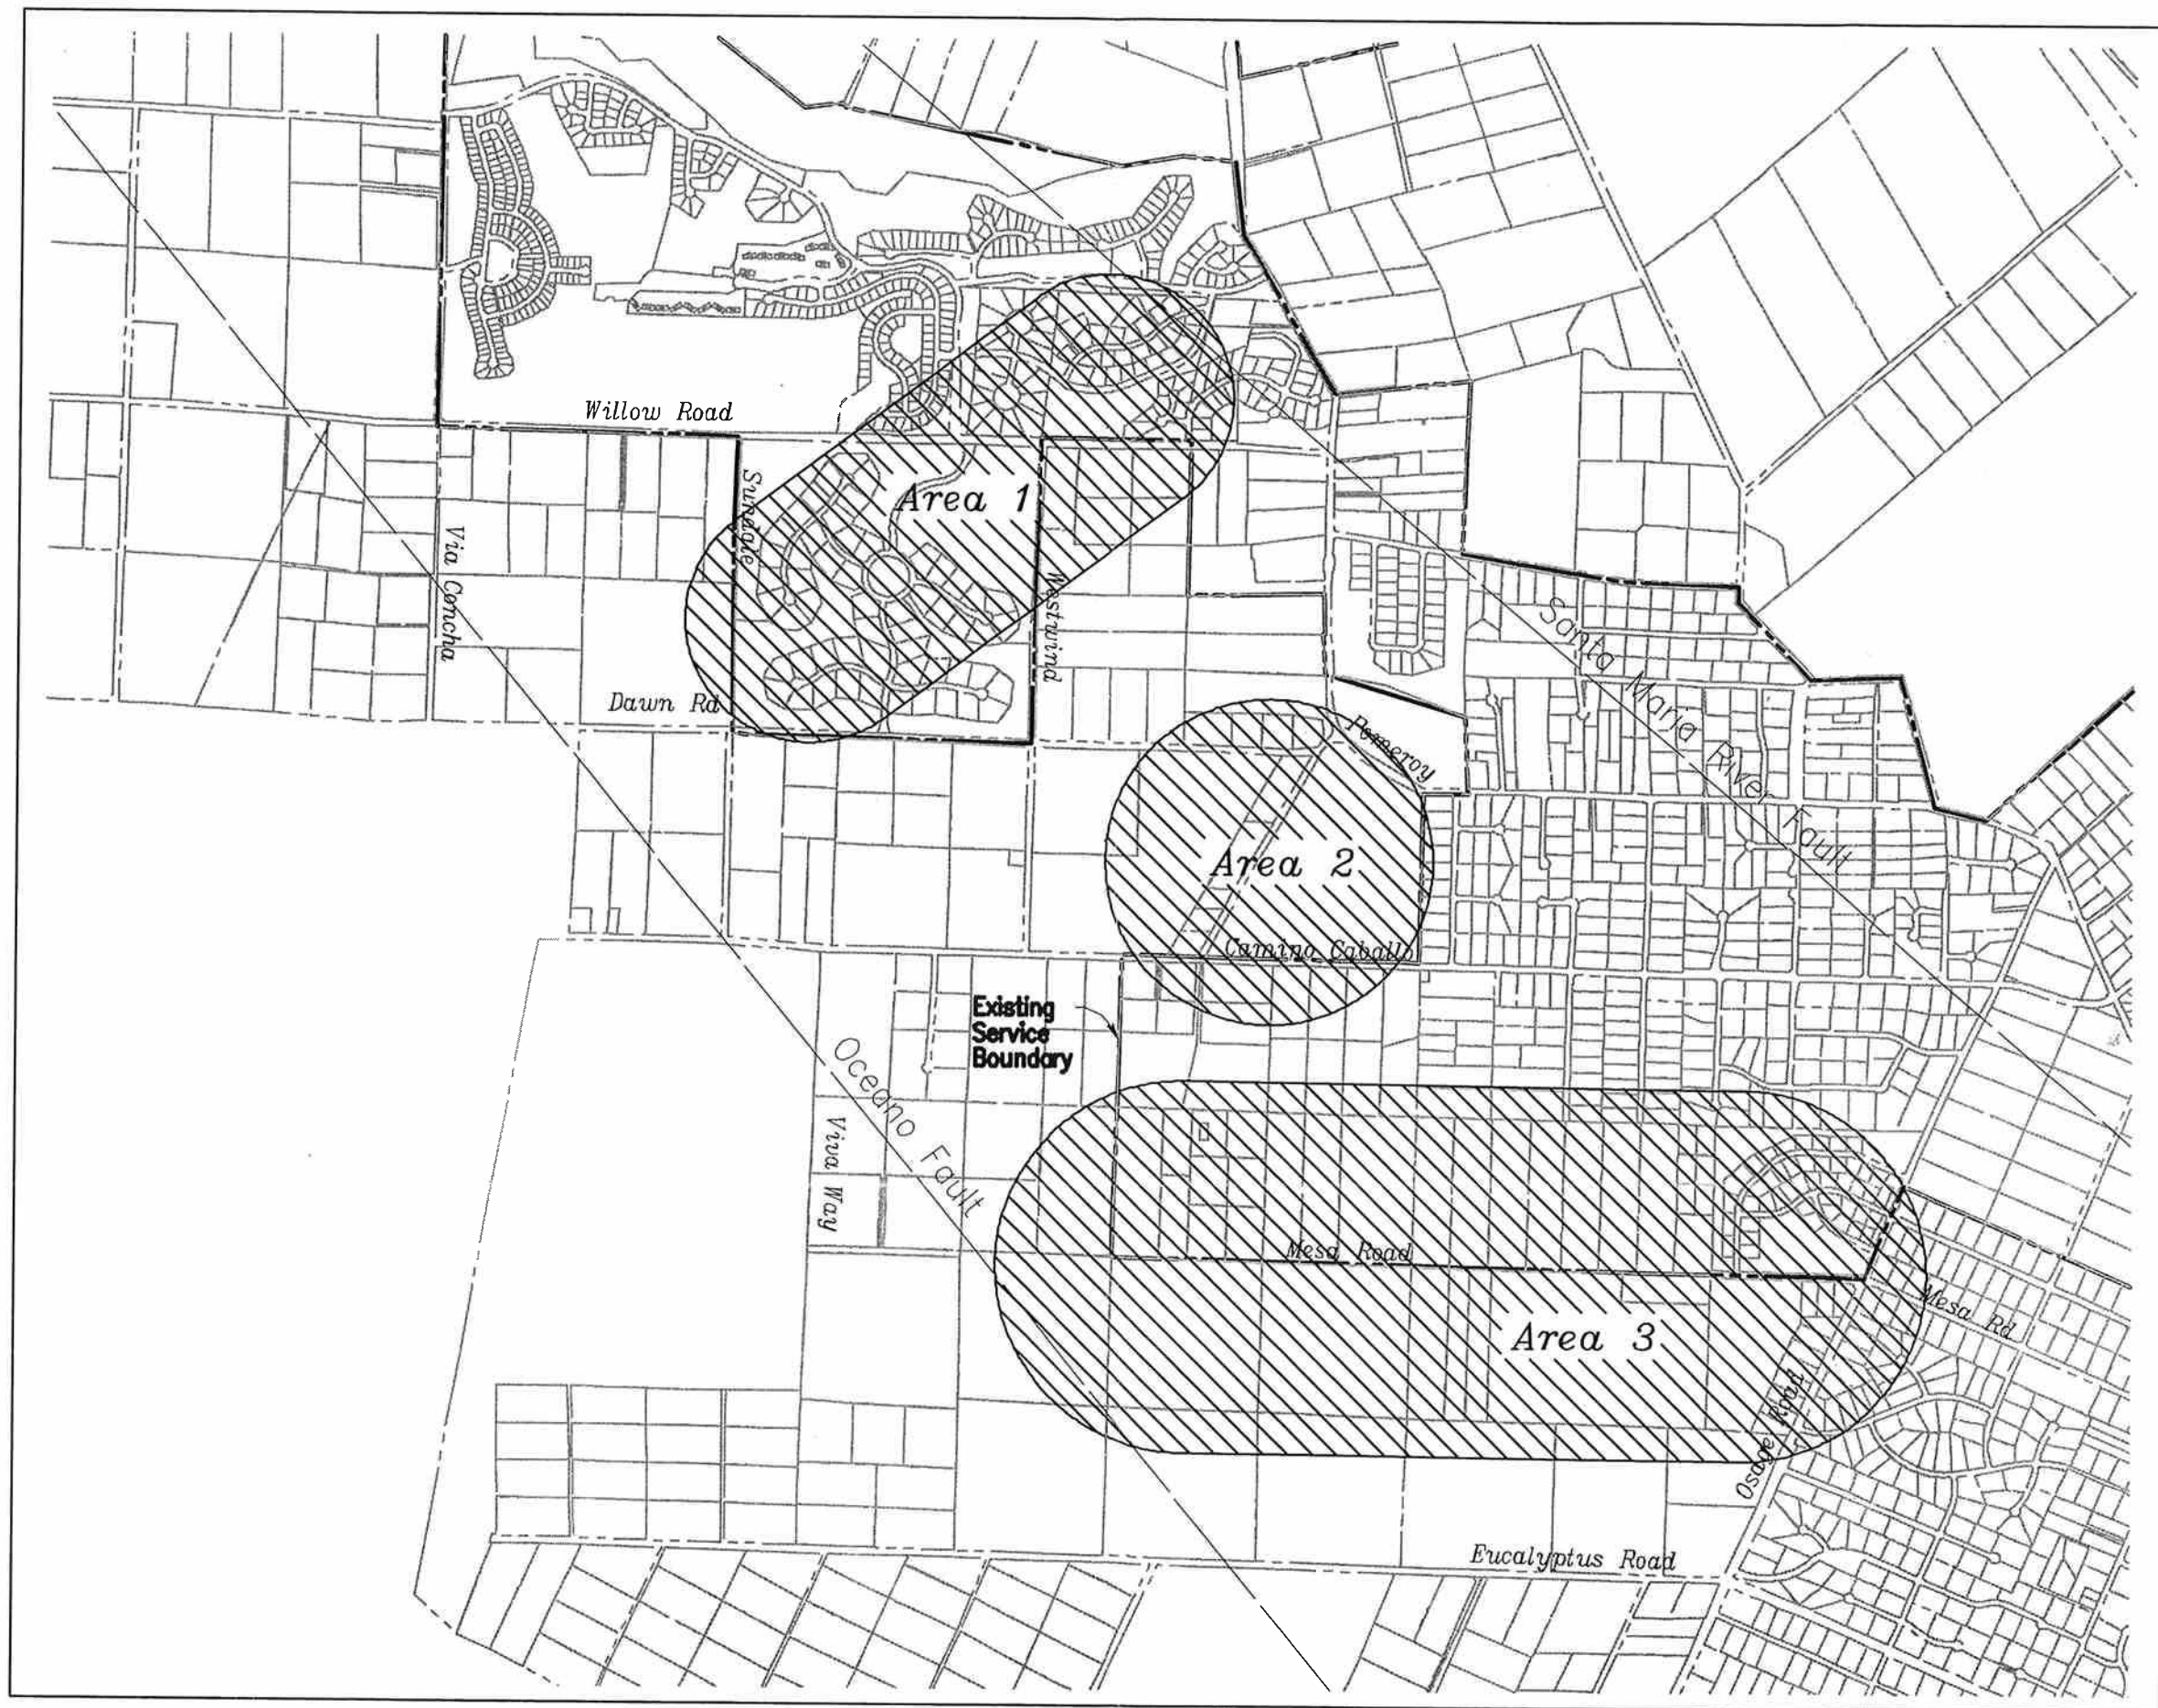 Willow Road
Area 1
Sundale
Via Concha
Westwind
Dawn Rd
Santa Maria River Fault
Pomeroy
Area 2
Camino Caballo
Existing
Service
Boundary
Oceano Fault
Viva Way
Mesa Road
Mesa Rd
Area 3
Osage Road
Eucalyptus Road